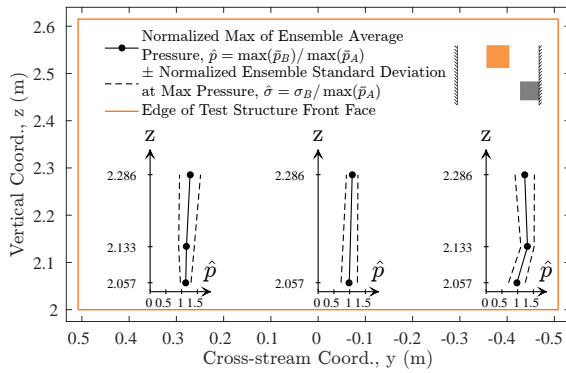 Normalized Max of Ensemble Average
Pressure, p̂ = max(p̄_B)/ max(p̄_A)
± Normalized Ensemble Standard Deviation
at Max Pressure, σ̂ = σ_B/ max(p̄_A)
Edge of Test Structure Front Face
Vertical Coord., z (m)
2.6
2.5
2.4
2.3
2.2
2.1
2
z
2.286
2.133
2.057
p̂
0 0.5 1 1.5
z
2.286
2.133
2.057
p̂
0 0.5 1 1.5
z
2.286
2.133
2.057
p̂
0 0.5 1 1.5
0.5 0.4 0.3 0.2 0.1 0 -0.1 -0.2 -0.3 -0.4 -0.5
Cross-stream Coord., y (m)